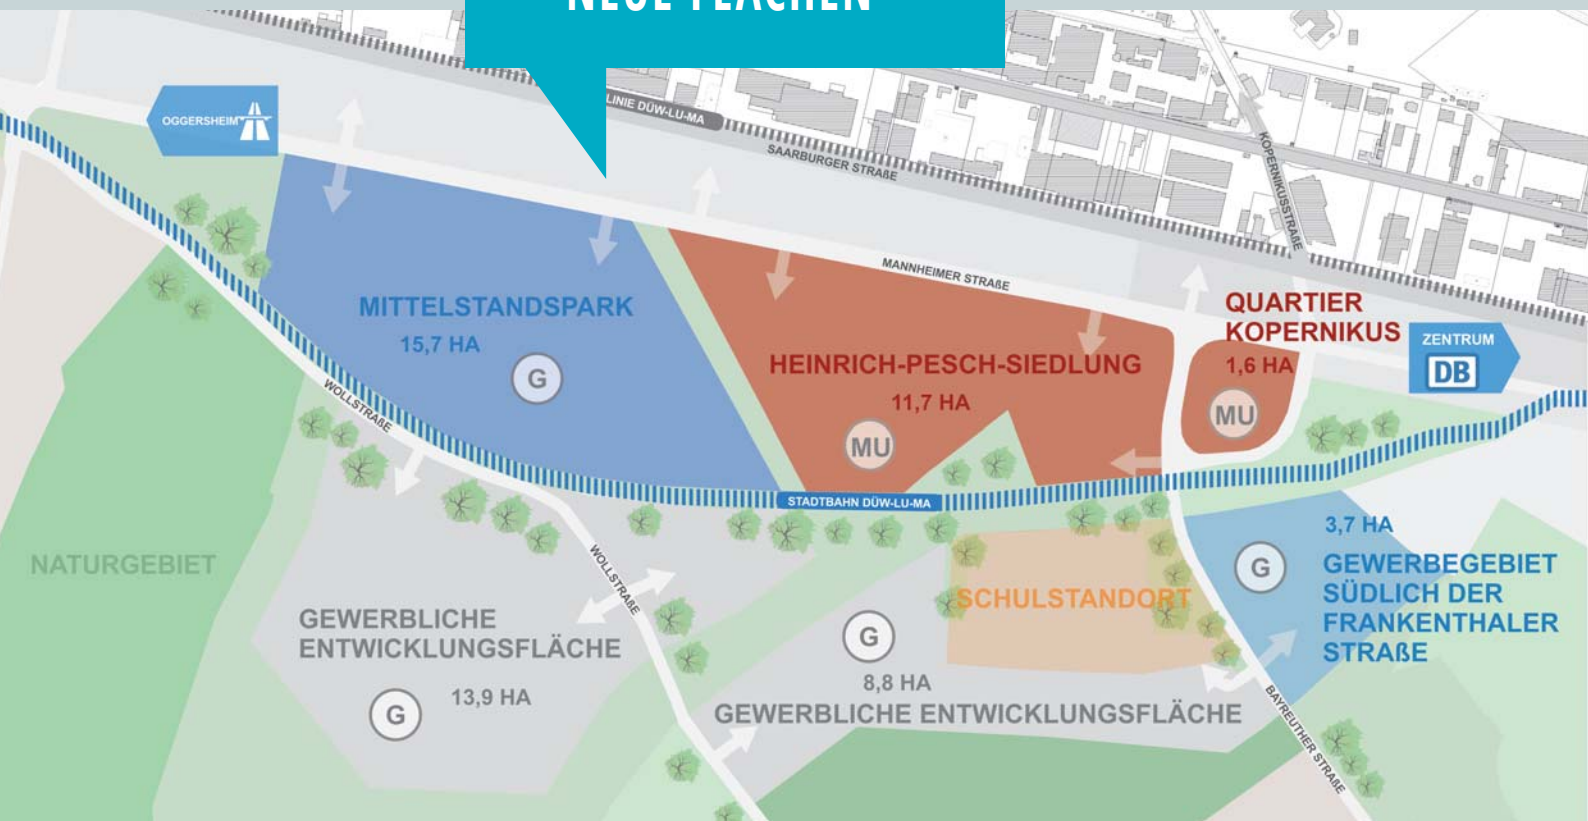 NEUE FLÄCHEN
OGGERSHEIM
LINIE DÜW-LU-MA
SAARBURGER STRAßE
KOPERNIKUSSTRAßE
MANNHEIMER STRAßE
MITTELSTANDSPARK
15,7 HA
G
HEINRICH-PESCH-SIEDLUNG
11,7 HA
MU
QUARTIER
KOPERNIKUS
1,6 HA
MU
ZENTRUM
DB
WOLLSTRAßE
STADTBAHN DÜW-LU-MA
NATURGEBIET
WOLLSTRAßE
GEWERBLICHE
ENTWICKLUNGSFLÄCHE
13,9 HA
G
SCHULSTANDORT
G
8,8 HA
GEWERBLICHE ENTWICKLUNGSFLÄCHE
3,7 HA
G
GEWERBEGEBIET
SÜDLICH DER
FRANKENTHALER
STRAßE
BAYREUTHER STRAßE